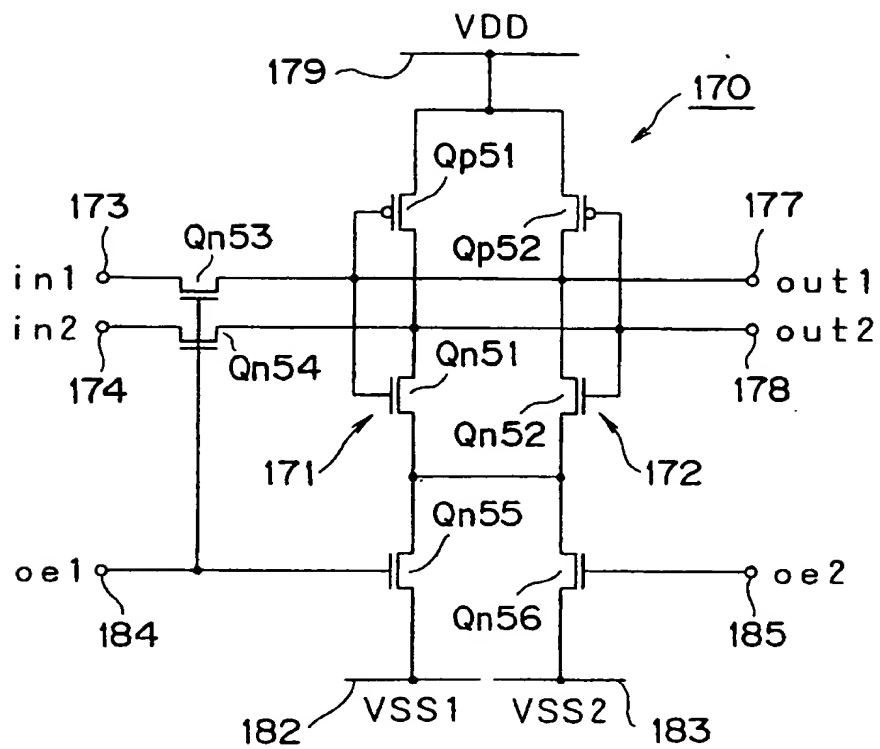 VDD
179
170
Qp51
173
Qn53
Qp52
177
in1
out1
in2
out2
174
Qn54
Qn51
178
Qn52
171
172
Qn55
oe1
oe2
184
Qn56
185
182
VSS1
VSS2
183